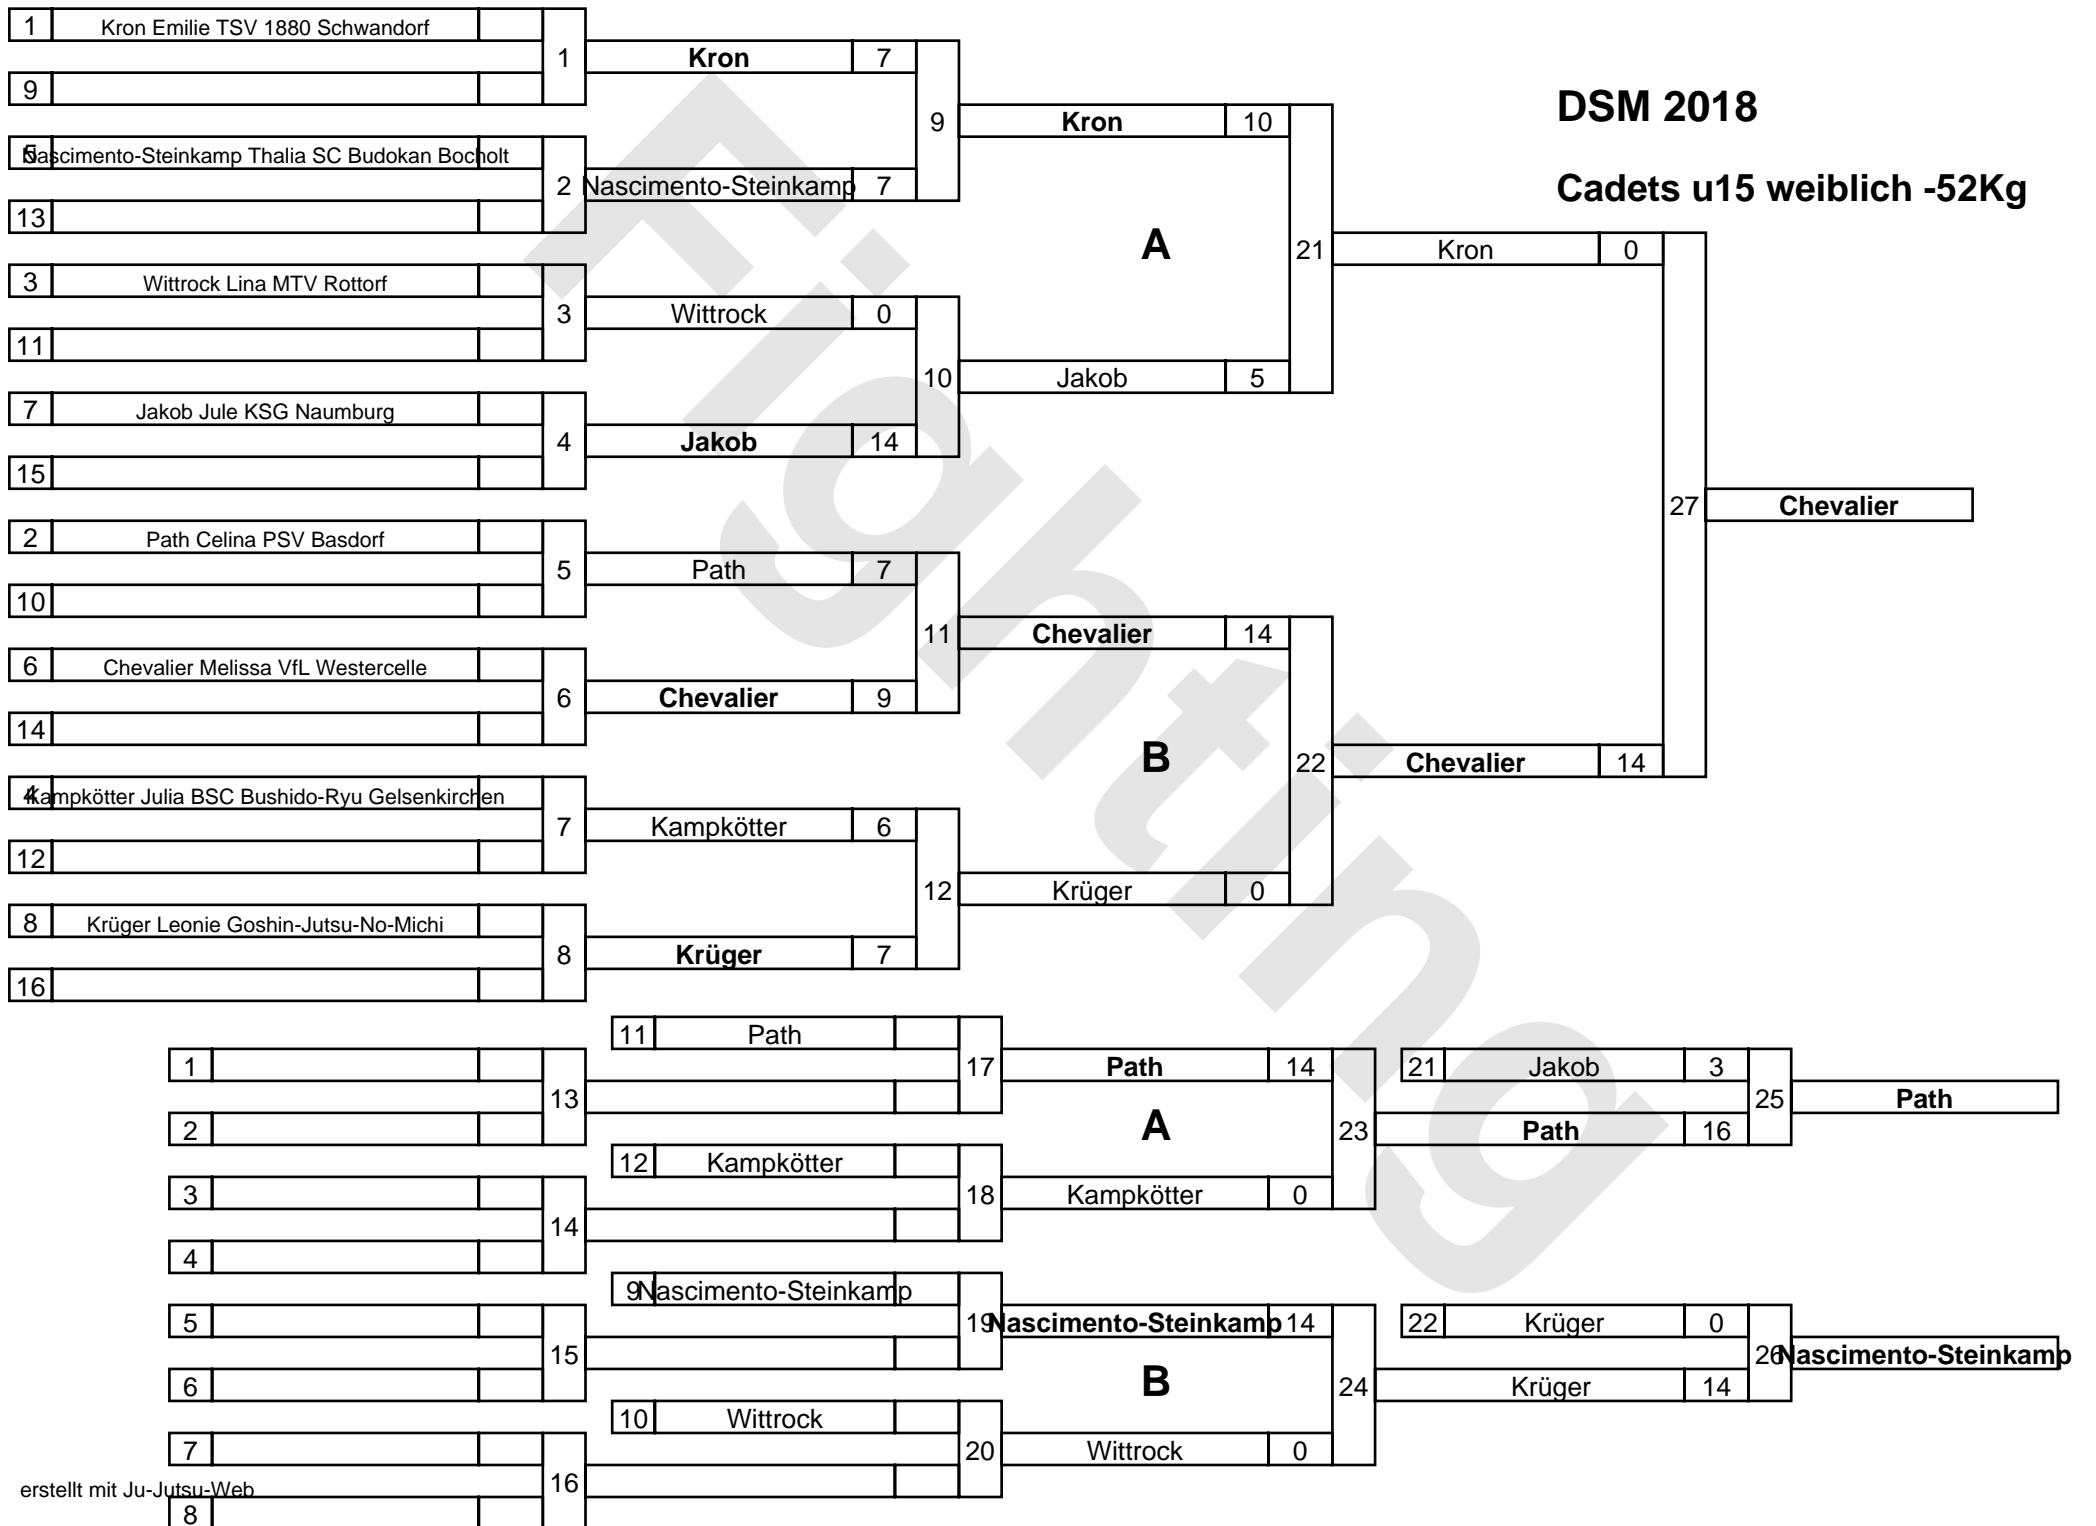 DSM 2018
Cadets u15 weiblich -52Kg
Fighting
1 Kron Emilie TSV 1880 Schwandorf
9
1
5 Nascimento-Steinkamp Thalia SC Budokan Bocholt
13
2
3 Wittrock Lina MTV Rottorf
11
3
7 Jakob Jule KSG Naumburg
15
4
2 Path Celina PSV Basdorf
10
5
6 Chevalier Melissa VfL Westercelle
14
6
4 Kampkötter Julia BSC Bushido-Ryu Gelsenkirchen
12
7
8 Krüger Leonie Goshin-Jutsu-No-Michi
16
8
Kron 7
Nascimento-Steinkamp 7
9
Wittrock 0
Jakob 14
10
Path 7
Chevalier 9
11
Kampkötter 6
Krüger 7
12
Kron 10
A
Jakob 5
21
Chevalier 14
B
Krüger 0
22
Kron 0
Chevalier 14
27
Chevalier
1
2
13
3
4
14
5
6
15
7
8
16
11 Path
17
12 Kampkötter
18
9 Nascimento-Steinkamp
19
10 Wittrock
20
Path 14
A
Kampkötter 0
23
Nascimento-Steinkamp 14
B
Wittrock 0
24
21 Jakob 3
Path 16
25
Path
22 Krüger 0
Krüger 14
26
Nascimento-Steinkamp
erstellt mit Ju-Jutsu-Web